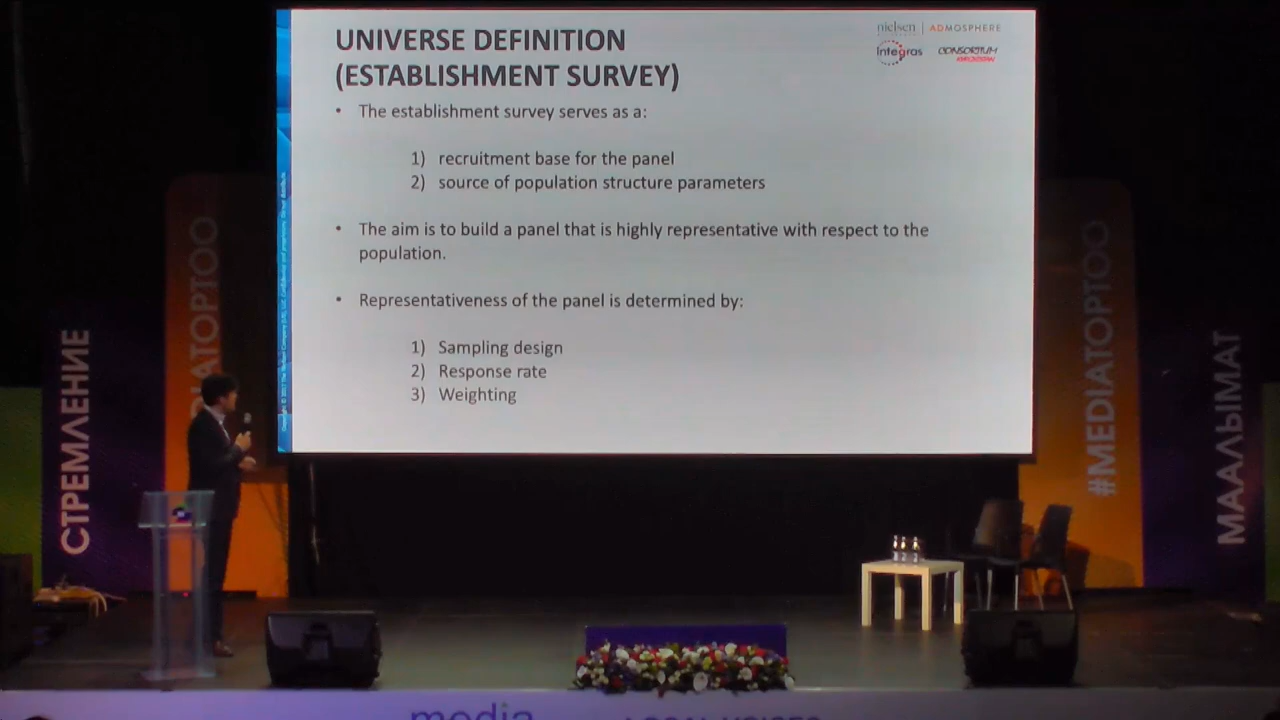 UNIVERSE DEFINITION
(ESTABLISHMENT SURVEY)
nielsen | ADMOSPHERE
integras CONSORTIUM
• The establishment survey serves as a:
1) recruitment base for the panel
2) source of population structure parameters
• The aim is to build a panel that is highly representative with respect to the
population.
• Representativeness of the panel is determined by:
1) Sampling design
2) Response rate
3) Weighting
СТРЕМЛЕНИЕ
DIATOPTOO
#MEDIATOPTOO
МААЛЫМАТ
media